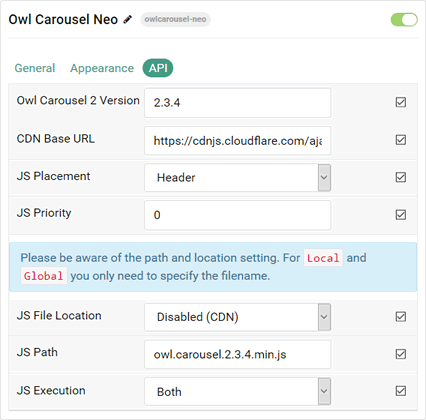 Owl Carousel Neo owlcarousel-neo
General Appearance API
Owl Carousel 2 Version 2.3.4
CDN Base URL https://cdnjs.cloudflare.com/aja
JS Placement Header
JS Priority 0
Please be aware of the path and location setting. For Local and
Global you only need to specify the filename.
JS File Location Disabled (CDN)
JS Path owl.carousel.2.3.4.min.js
JS Execution Both